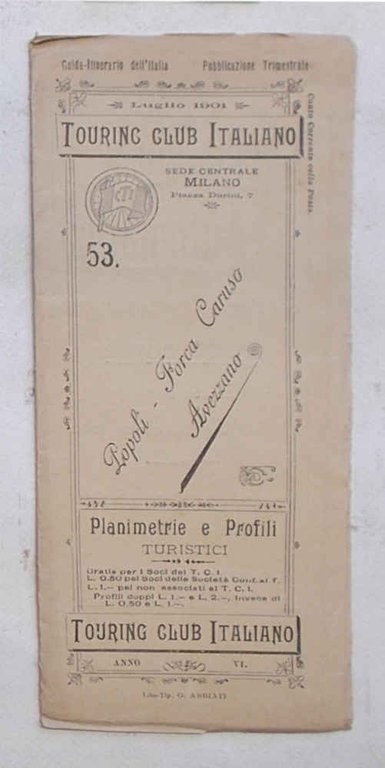 Guida-Itinerario dell'Italia Pubblicazione Trimestrale
Luglio 1901
Conto Corrente colla Posta.
TOURING CLUB ITALIANO
SEDE CENTRALE
MILANO
Piazza Durini, 7
53.
Popoli - Forca Caruso
Avezzano
Planimetrie e Profili
TURISTICI
Gratis per i Soci del T. C. I.
L. 0.50 pei Soci delle Società Conf. al T.
L. 1.— pei non associati al T. C. I.
Profili doppi L. 1.— e L. 2.—, invece di
L. 0,50 e L. 1.—.
TOURING CLUB ITALIANO
ANNO VI.
Lito-Tip. G.